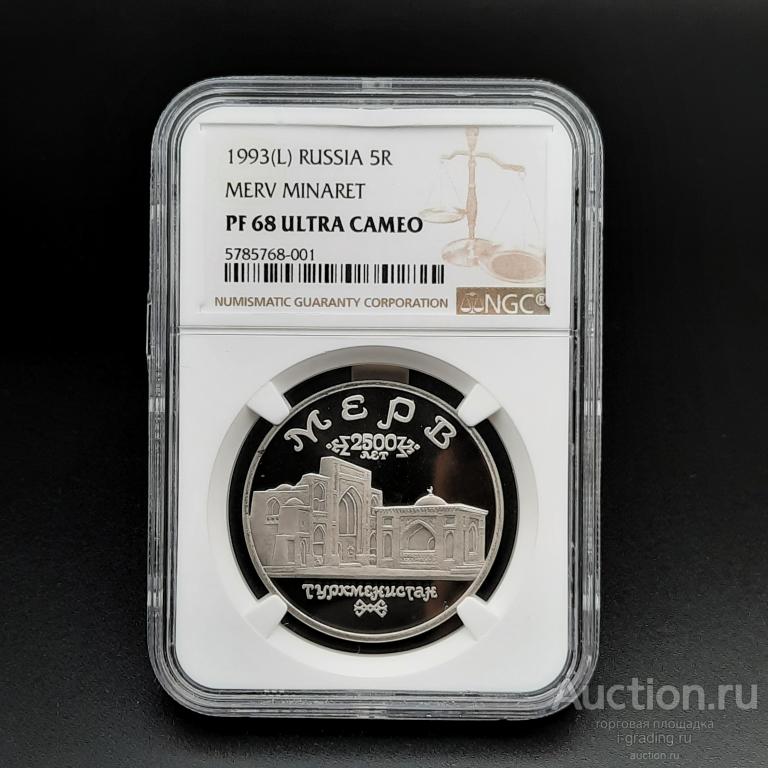 1993(L) RUSSIA 5R
MERV MINARET
PF 68 ULTRA CAMEO
5785768-001
NUMISMATIC GUARANTY CORPORATION
NGC®
МЕРВ
2500
ЛЕТ
ТУРКМЕНИСТАН
Auction.ru
торговая площадка
i-grading.ru
auction.ru